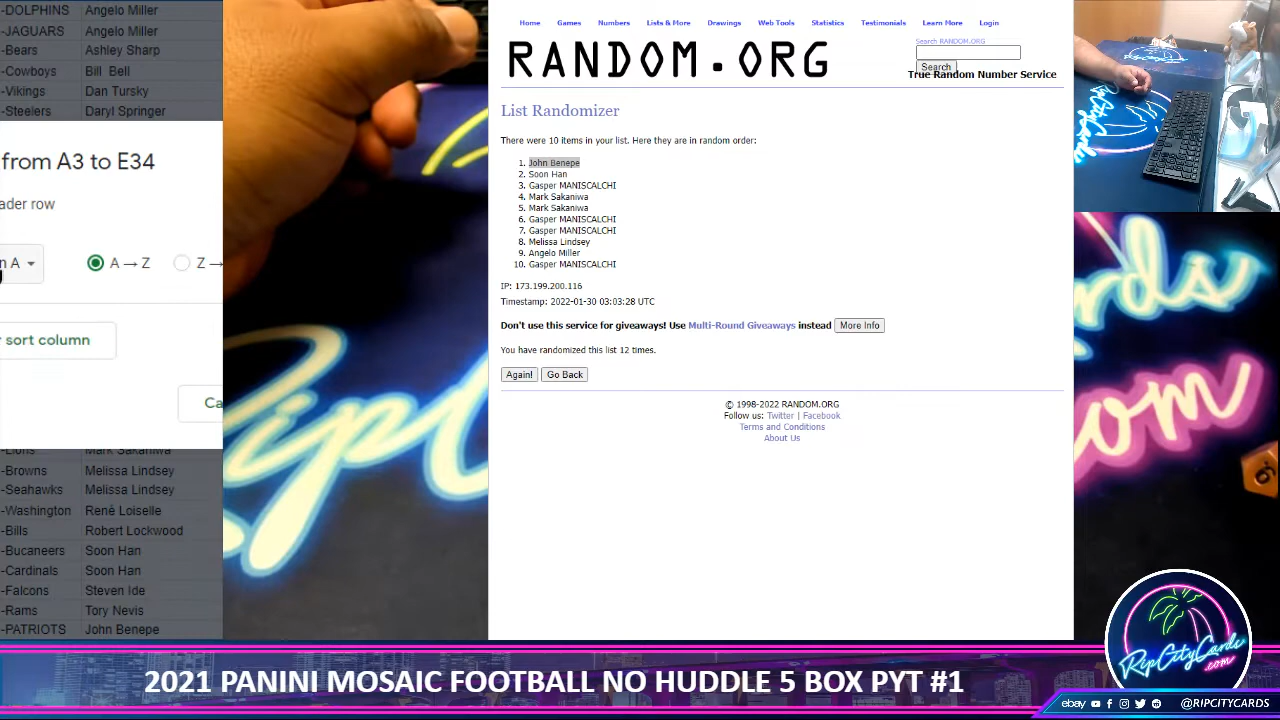 -DOLPHINS Angelo Miller
-JAGUARS Angelo Miller
-Bears Ashley Sharp
-Cowboys Bill Bell
-Vikings Dan Tursky
-Steelers Daryl Springer
from A3 to E34
ader row
n A
A → Z
Z →
sort column
Ca
-Lions Mark Sakaniwa
-Browns Melissa Lindsey
-Seahawks Melissa Lindsey
-Washington René Loiselle
-Bills Robert Lockwood
-Bucaneers Soon Han
-Cardinals Soon Han
-Falcons Steven Ide
-Rams Tory Nevis
-PATRIOTS John Benepe
Home Games Numbers Lists & More Drawings Web Tools Statistics Testimonials Learn More Login
RANDOM.ORG
Search RANDOM.ORG
Search
True Random Number Service
List Randomizer
There were 10 items in your list. Here they are in random order:
1. John Benepe
2. Soon Han
3. Gasper MANISCALCHI
4. Mark Sakaniwa
5. Mark Sakaniwa
6. Gasper MANISCALCHI
7. Gasper MANISCALCHI
8. Melissa Lindsey
9. Angelo Miller
10. Gasper MANISCALCHI
IP: 173.199.200.116
Timestamp: 2022-01-30 03:03:28 UTC
Don't use this service for giveaways! Use Multi-Round Giveaways instead More Info
You have randomized this list 12 times.
Again! Go Back
© 1998-2022 RANDOM.ORG
Follow us: Twitter | Facebook
Terms and Conditions
About Us
2021 PANINI MOSAIC FOOTBALL NO HUDDLE 5 BOX PYT #1
RipCityCards
.com
ebay @RIPCITYCARDS